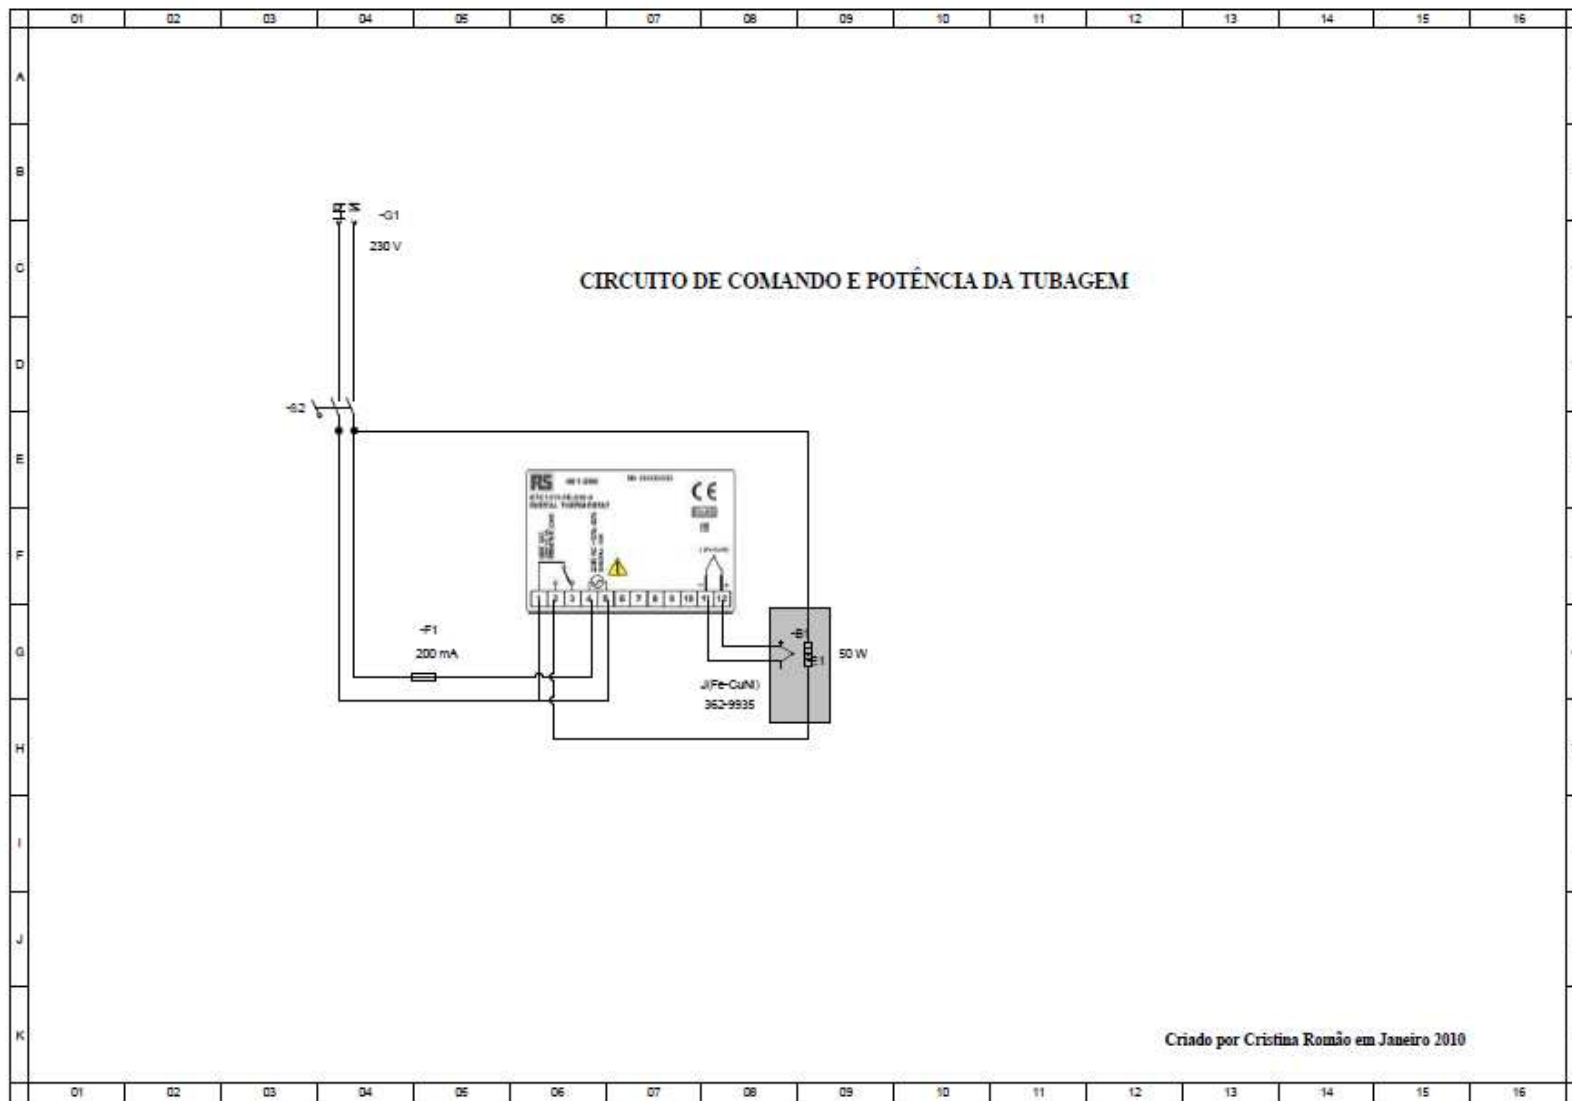 01 02 03 04 05 06 07 08 09 10 11 12 13 14 15 16
A
B
-G1
230 V
C
CIRCUITO DE COMANDO E POTÊNCIA DA TUBAGEM
D
-S2
E
RS
CE
DIGITAL THERMOSTAT
F
1 2 3 4 5 6 7 8 9 10 11 12
-F1
-B1
G
200 mA
E1
50 W
J(Fe-CuNi)
362-9935
H
I
J
K
Criado por Cristina Romão em Janeiro 2010
01 02 03 04 05 06 07 08 09 10 11 12 13 14 15 16